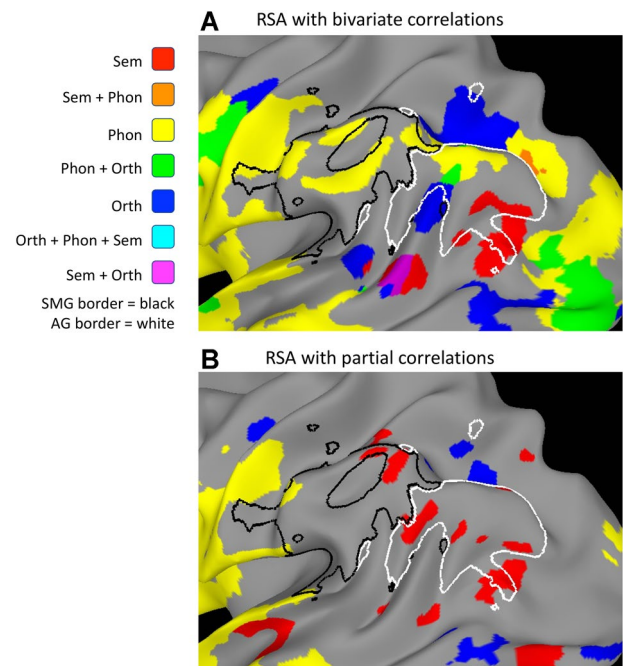 A RSA with bivariate correlations
Sem
Sem + Phon
Phon
Phon + Orth
Orth
Orth + Phon + Sem
Sem + Orth
SMG border = black
AG border = white
B RSA with partial correlations